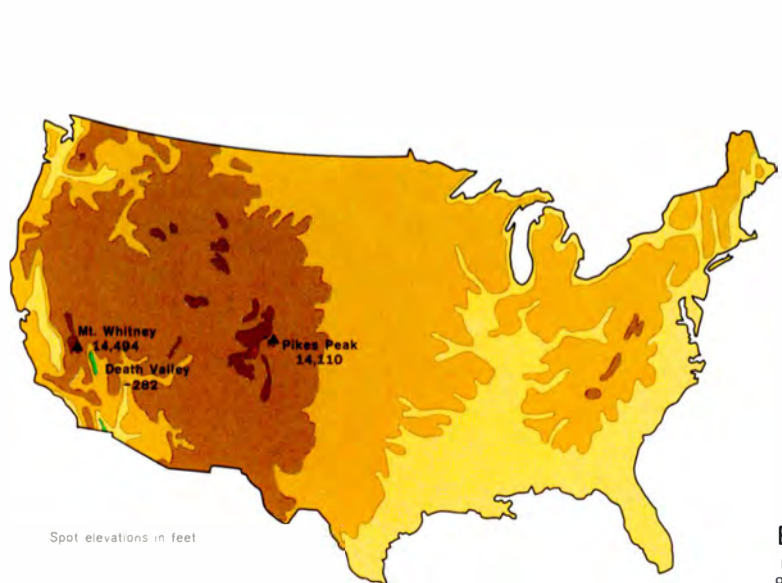 Mt. Whitney
14,494
Death Valley
-282
Pikes Peak
14,110
Spot elevations in feet